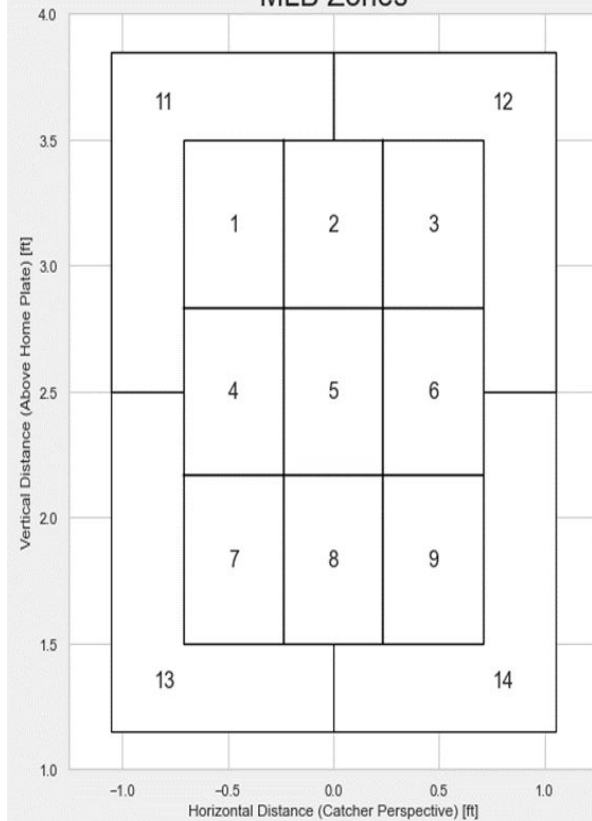 MLB Zones
4.0
11 12
3.5
1 2 3
3.0
4 5 6
2.5
2.0
7 8 9
1.5
13 14
1.0
−1.0 −0.5 0.0 0.5 1.0
Horizontal Distance (Catcher Perspective) [ft]
Vertical Distance (Above Home Plate) [ft]